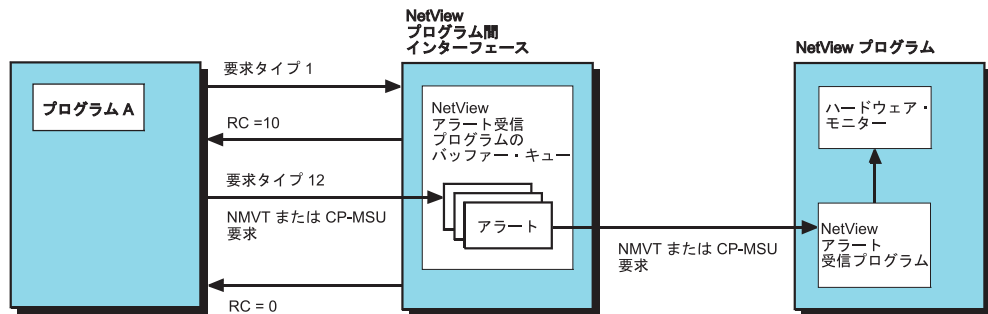 NetView
プログラム間
インターフェース
NetView プログラム
プログラム A
要求タイプ 1
RC =10
要求タイプ 12
NMVT または CP-MSU
要求
RC = 0
NetView
アラート受信
プログラムの
バッファー・キュー
アラート
NMVT または CP-MSU
要求
ハードウェア・
モニター
NetView
アラート
受信プログラム